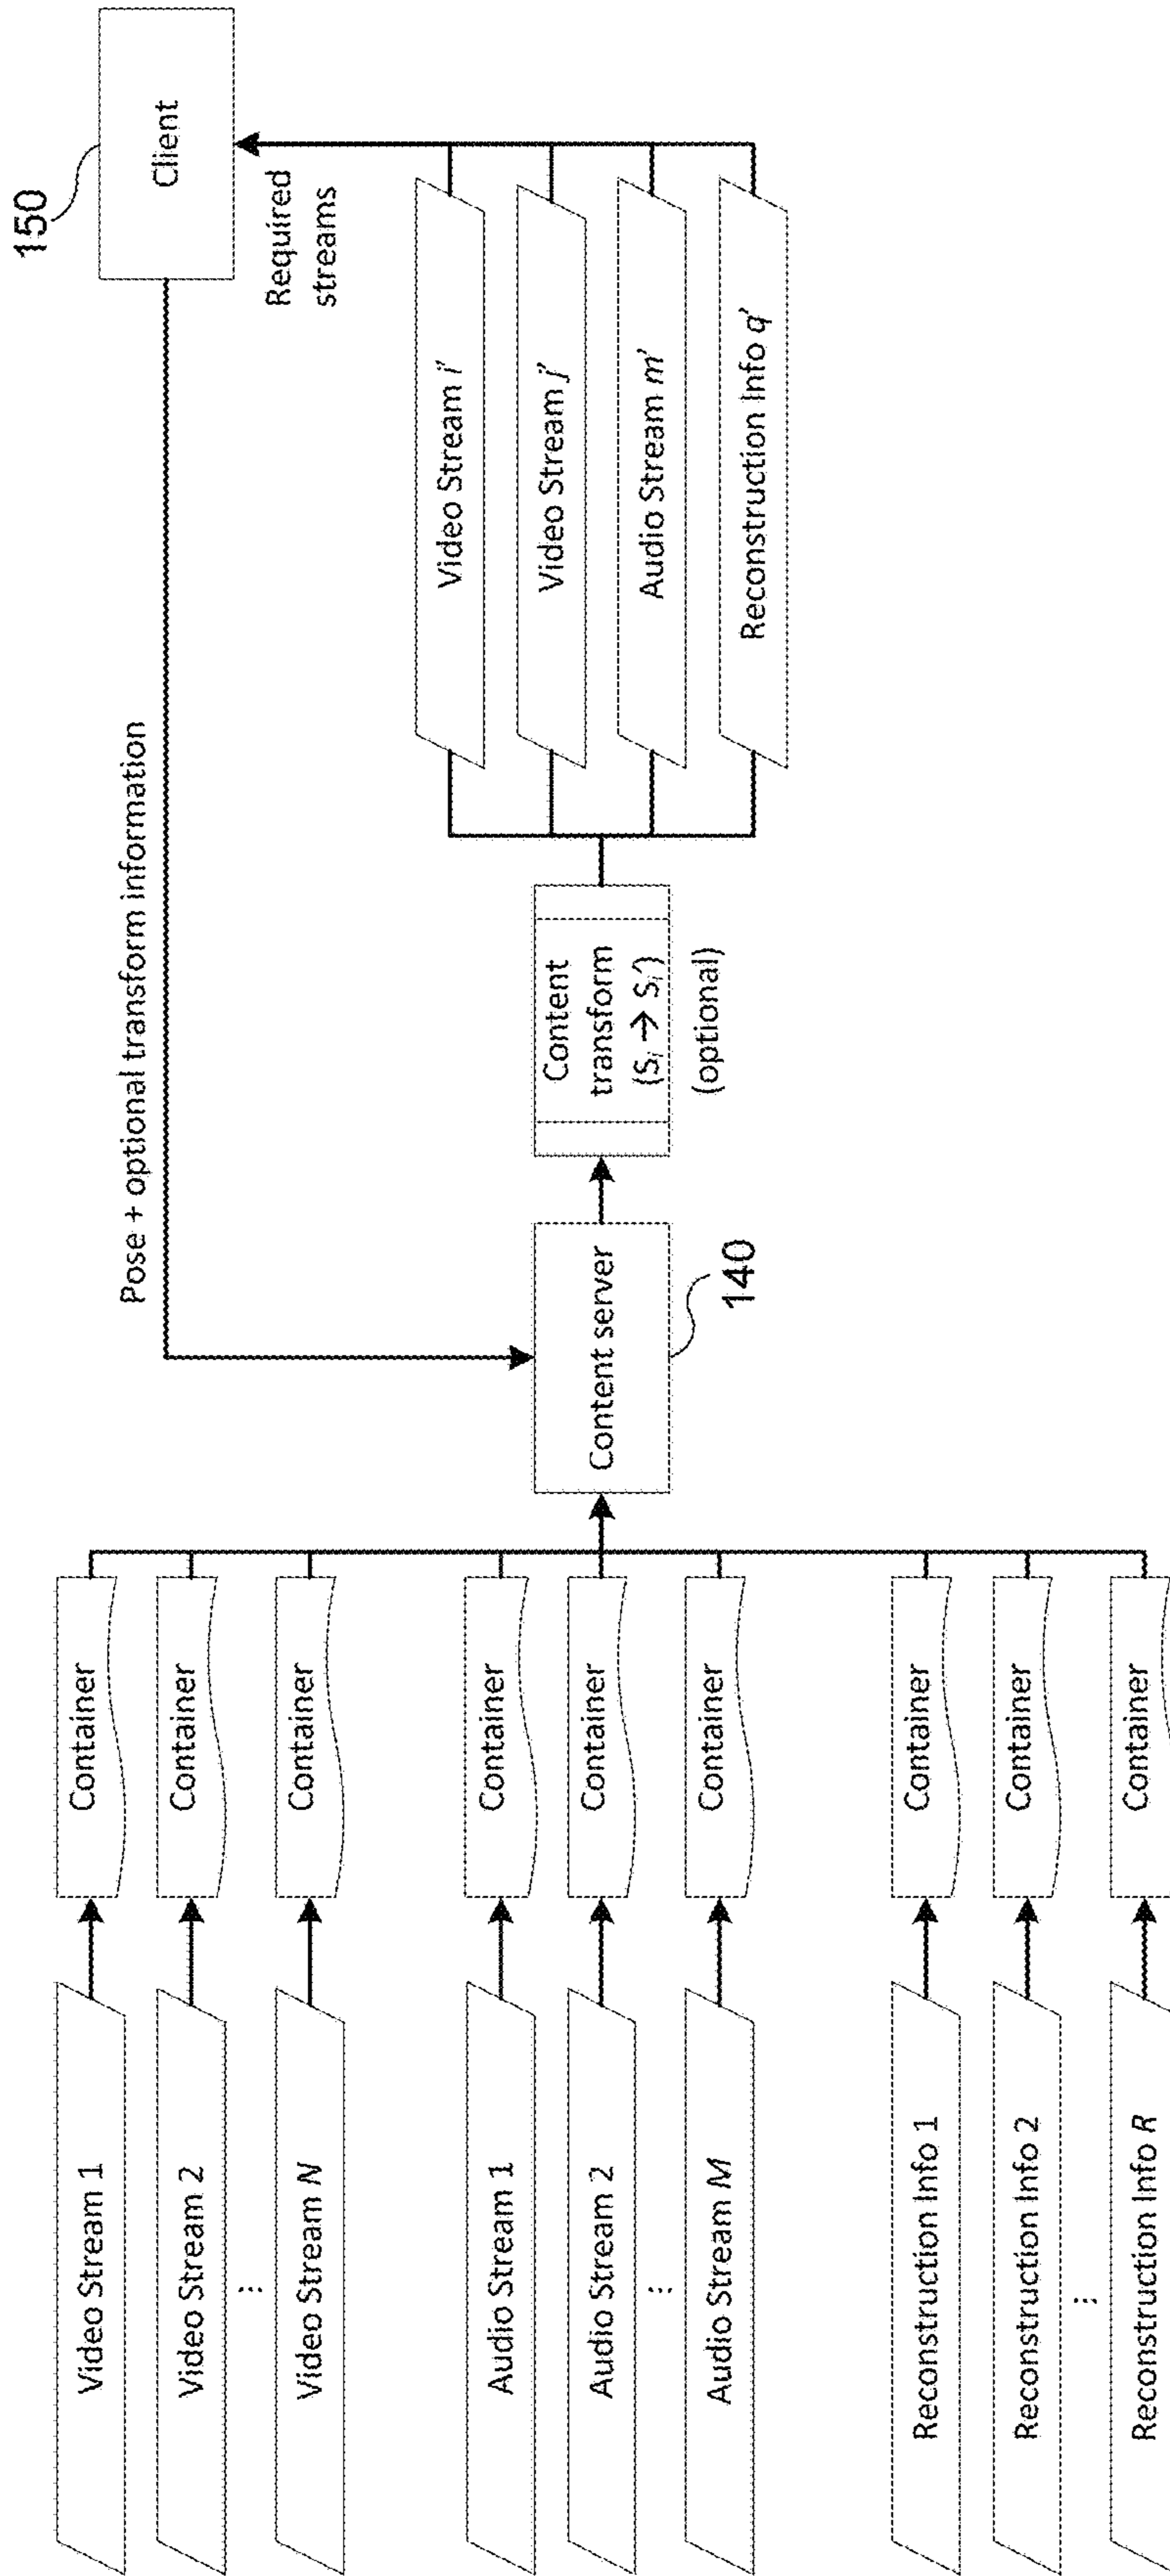 Video Stream 1
Container
Video Stream 2
Container
...
Video Stream N
Container
Audio Stream 1
Container
Audio Stream 2
Container
...
Audio Stream M
Container
Reconstruction Info 1
Container
Reconstruction Info 2
Container
...
Reconstruction Info R
Container
Pose + optional transform information
Content server
140
Content
transform
(Sᵢ → Sᵢ')
(optional)
Video Stream i'
Video Stream j'
Audio Stream m'
Reconstruction Info q'
Required
streams
Client
150